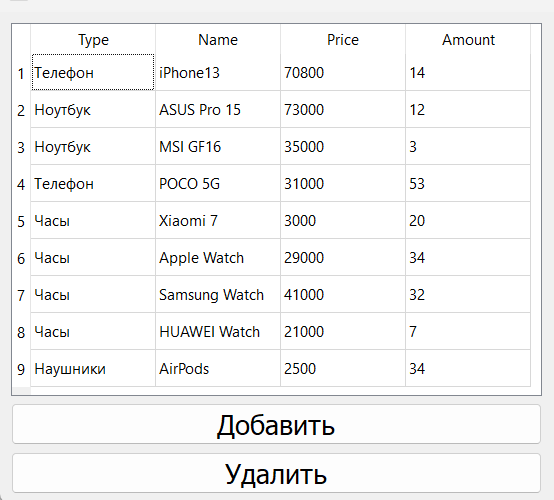 Type Name Price Amount
1 Телефон iPhone13 70800 14
2 Ноутбук ASUS Pro 15 73000 12
3 Ноутбук MSI GF16 35000 3
4 Телефон POCO 5G 31000 53
5 Часы Xiaomi 7 3000 20
6 Часы Apple Watch 29000 34
7 Часы Samsung Watch 41000 32
8 Часы HUAWEI Watch 21000 7
9 Наушники AirPods 2500 34
Добавить
Удалить